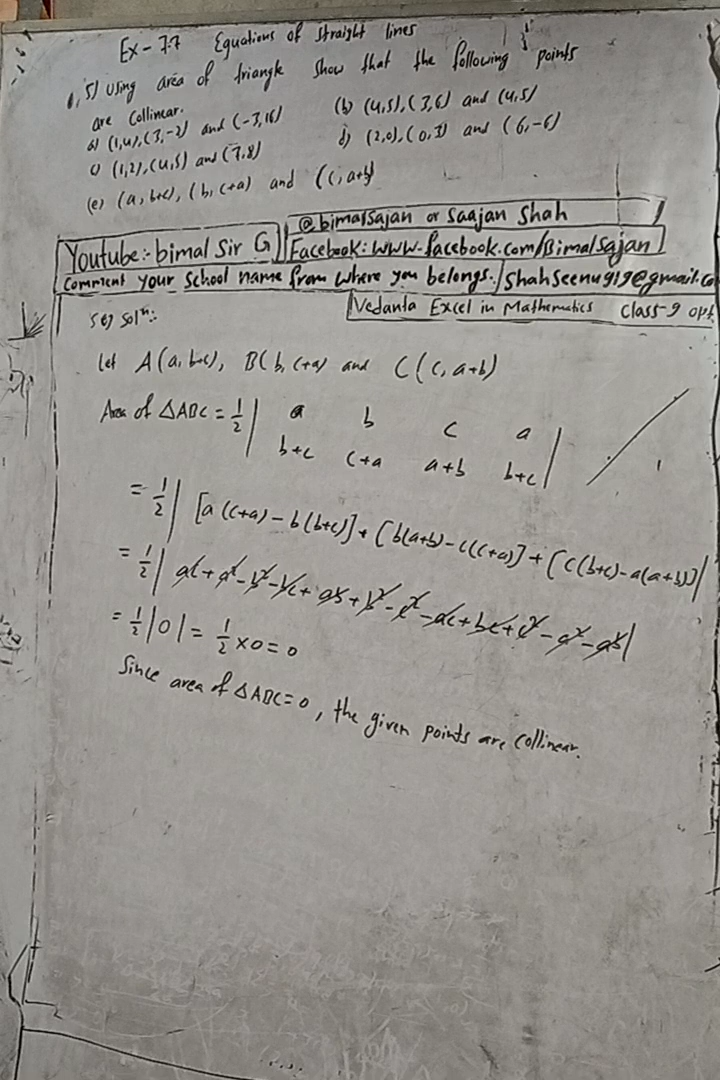 Ex - 7.7 Equations of straight lines
5) Using area of triangle show that the following points
are collinear.
a) (1,4), (3,-2) and (-3,16) (b) (4,5), (3,6) and (4,5)
c) (1,2), (4,5) and (7,8) d) (2,0), (0, and (6,-6)
(e) (a, b+c), (b, c+a) and (c, a+b)
@bimalsajan or Saajan Shah
Youtube:- bimal Sir G Facebook: www.facebook.com/Bimalsajan
Comment your School name from where you belongs. / shahseenu919@gmail.co
Vedanta Excel in Mathematics class-9 opt
5e) Solⁿ:
Let A(a, b+c), B(b, c+a) and C(c, a+b)
Area of △ABC = 1/2 | a b c a
b+c c+a a+b b+c |
= 1/2 | [a(c+a) - b(b+c)] + [b(a+b) - c(c+a)] + [c(b+c) - a(a+b)] |
= 1/2 | ac + a² - b² - bc + ab + b² - c² - ac + bc + c² - a² - ab |
= 1/2 |0| = 1/2 × 0 = 0
Since area of △ABC = 0, the given points are collinear.